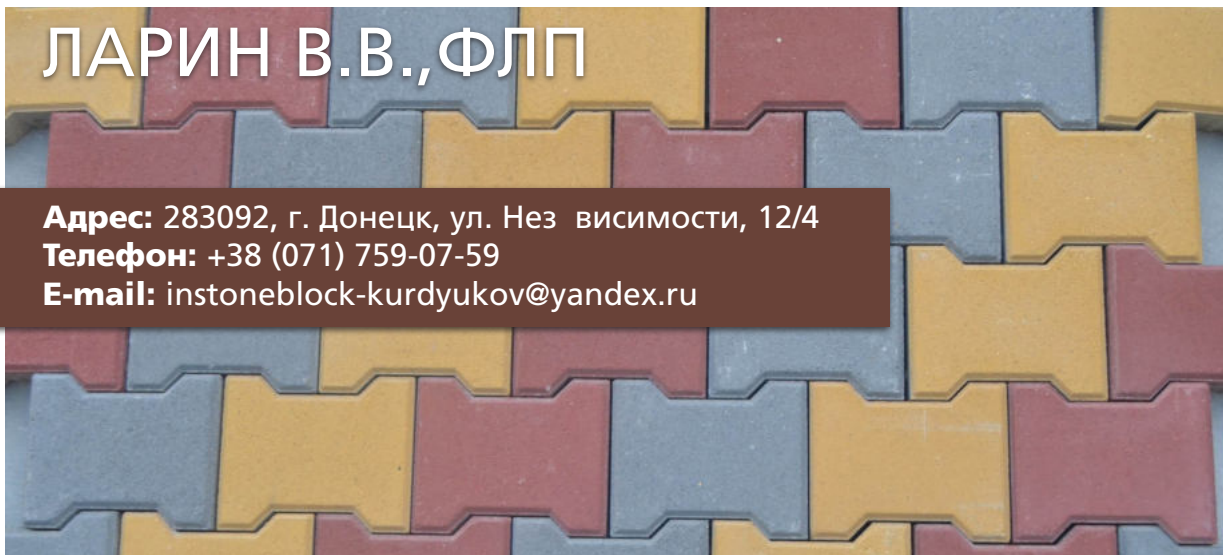 ЛАРИН В.В.,ФЛП
Адрес: 283092, г. Донецк, ул. Нез висимости, 12/4
Телефон: +38 (071) 759-07-59
E-mail: instoneblock-kurdyukov@yandex.ru